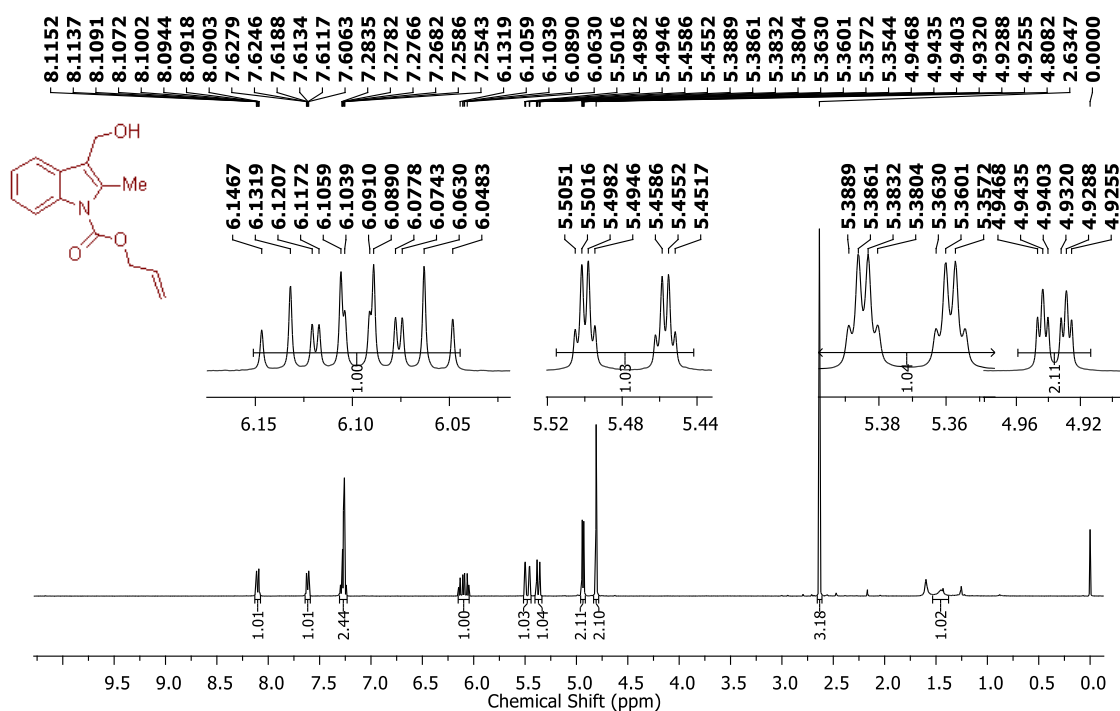 8.1152 8.1137 8.1091 8.1072 8.1002 8.0944 8.0918 8.0903 7.6279 7.6246 7.6188 7.6134 7.6117 7.6063 7.2835 7.2782 7.2766 7.2682 7.2586 7.2543 6.1319 6.1059 6.1039 6.0890 6.0630 5.5016 5.4982 5.4946 5.4586 5.4552 5.3889 5.3861 5.3832 5.3804 5.3630 5.3601 5.3572 5.3544 4.9468 4.9435 4.9403 4.9320 4.9288 4.9255 4.8082 2.6347 0.0000
OH
Me
N
O
O
6.1467 6.1319 6.1207 6.1172 6.1059 6.1039 6.0910 6.0890 6.0778 6.0743 6.0630 6.0483
5.5051 5.5016 5.4982 5.4946 5.4586 5.4552 5.4517
5.3889 5.3861 5.3832 5.3804 5.3630 5.3601 5.3572
4.9468 4.9435 4.9403 4.9320 4.9288 4.9255
1.00 1.03 1.04 2.11
6.15 6.10 6.05
5.52 5.48 5.44
5.38 5.36
4.96 4.92
1.01 1.01 2.44 1.00 1.03 1.04 2.11 2.10 3.18 1.02
9.5 9.0 8.5 8.0 7.5 7.0 6.5 6.0 5.5 5.0 4.5 4.0 3.5 3.0 2.5 2.0 1.5 1.0 0.5 0.0
Chemical Shift (ppm)